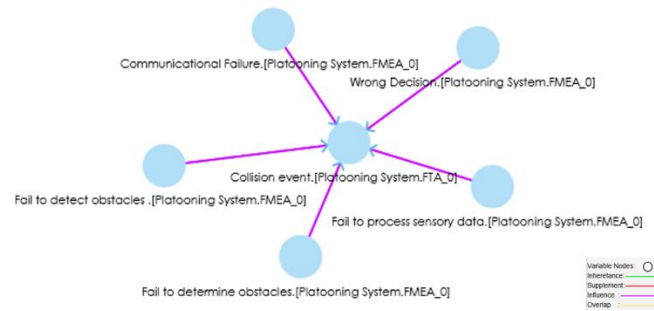 Communicational Failure.[Platooning System.FMEA_0]
Wrong Decision.[Platooning System.FMEA_0]
Collision event.[Platooning System.FTA_0]
Fail to detect obstacles .[Platooning System.FMEA_0]
Fail to process sensory data.[Platooning System.FMEA_0]
Fail to determine obstacles.[Platooning System.FMEA_0]
Variable Nodes:
Inheretance:
Supplement:
Influence :
Overlap :